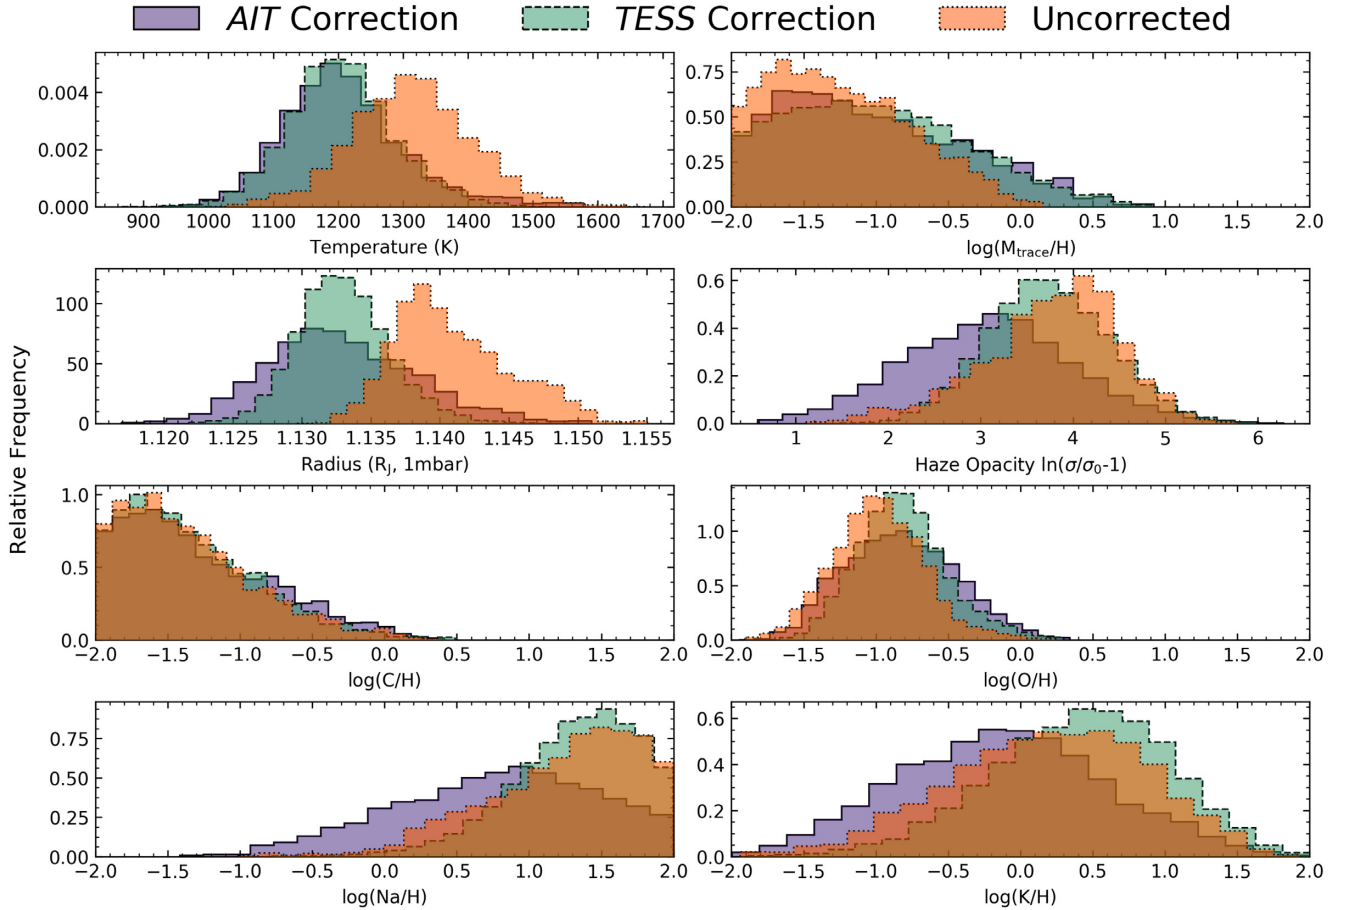 AIT Correction TESS Correction Uncorrected
0.004
0.002
0.000
900 1000 1100 1200 1300 1400 1500 1600 1700
Temperature (K)
0.75
0.50
0.25
0.00
−2.0 −1.5 −1.0 −0.5 0.0 0.5 1.0 1.5 2.0
log(Mtrace/H)
100
50
0
1.120 1.125 1.130 1.135 1.140 1.145 1.150 1.155
Radius (RJ, 1mbar)
0.6
0.4
0.2
0.0
1 2 3 4 5 6
Haze Opacity ln(σ/σ0-1)
Relative Frequency
1.0
0.5
0.0
−2.0 −1.5 −1.0 −0.5 0.0 0.5 1.0 1.5 2.0
log(C/H)
1.0
0.5
0.0
−2.0 −1.5 −1.0 −0.5 0.0 0.5 1.0 1.5 2.0
log(O/H)
0.75
0.50
0.25
0.00
−2.0 −1.5 −1.0 −0.5 0.0 0.5 1.0 1.5 2.0
log(Na/H)
0.6
0.4
0.2
0.0
−2.0 −1.5 −1.0 −0.5 0.0 0.5 1.0 1.5 2.0
log(K/H)